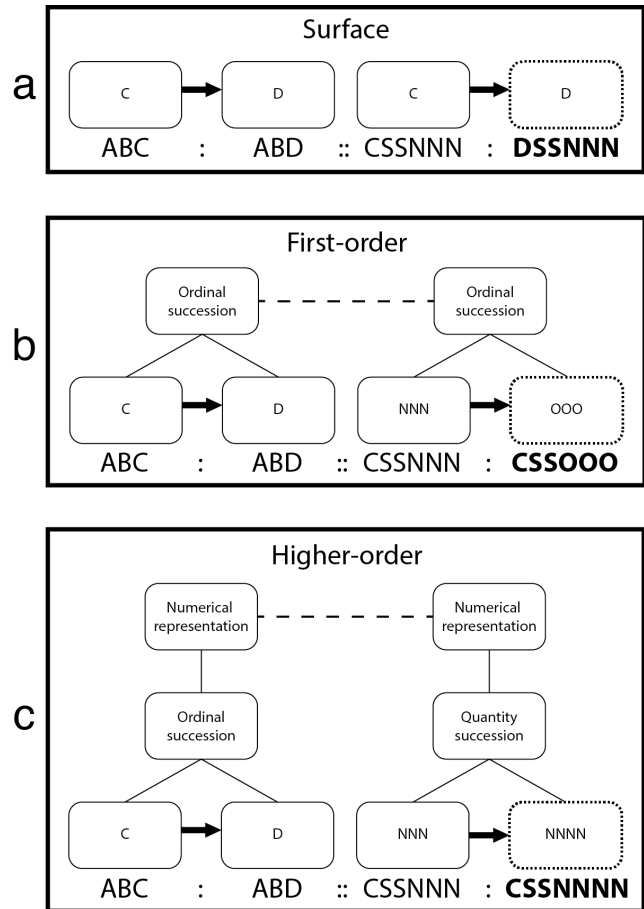 a
Surface
C D C D
ABC : ABD :: CSSNNN : DSSNNN
b
First-order
Ordinal succession Ordinal succession
C D NNN OOO
ABC : ABD :: CSSNNN : CSSOOO
c
Higher-order
Numerical representation Numerical representation
Ordinal succession Quantity succession
C D NNN NNNN
ABC : ABD :: CSSNNN : CSSNNNN